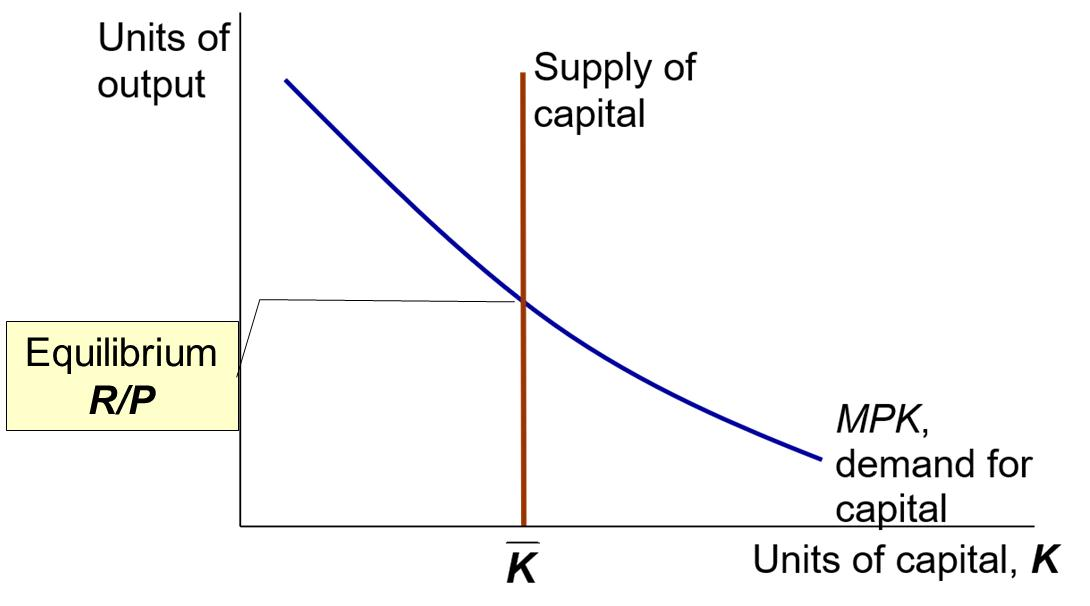 Units of
output
Supply of
capital
Equilibrium
R/P
MPK,
demand for
capital
K̅
Units of capital, K